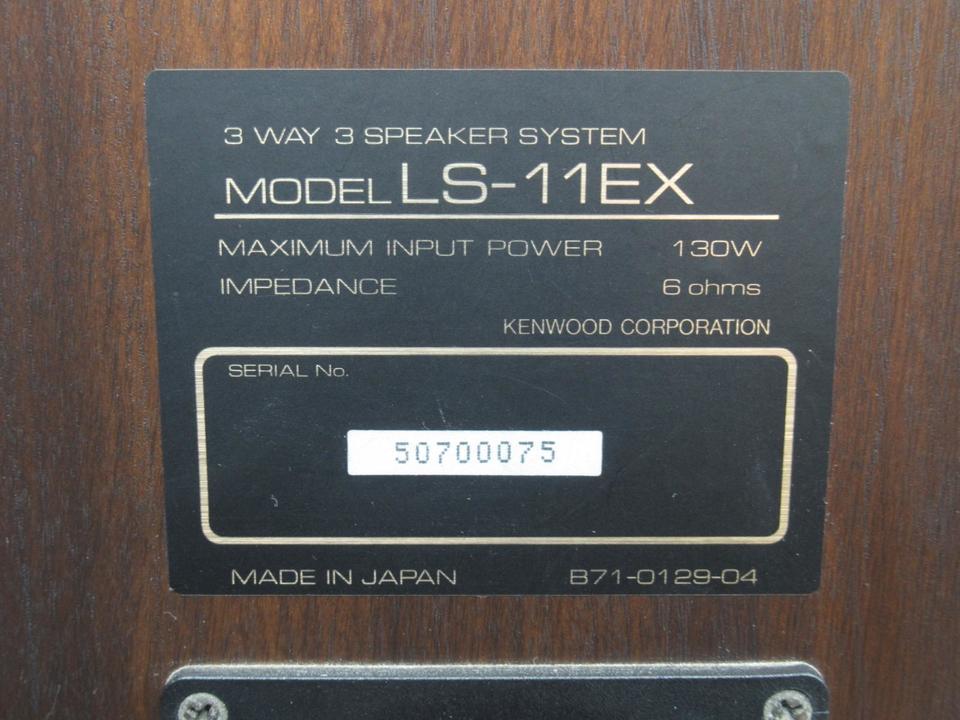 3 WAY 3 SPEAKER SYSTEM
MODEL LS-11EX
MAXIMUM INPUT POWER 130W
IMPEDANCE 6 ohms
KENWOOD CORPORATION
SERIAL No.
50700075
MADE IN JAPAN B71-0129-04